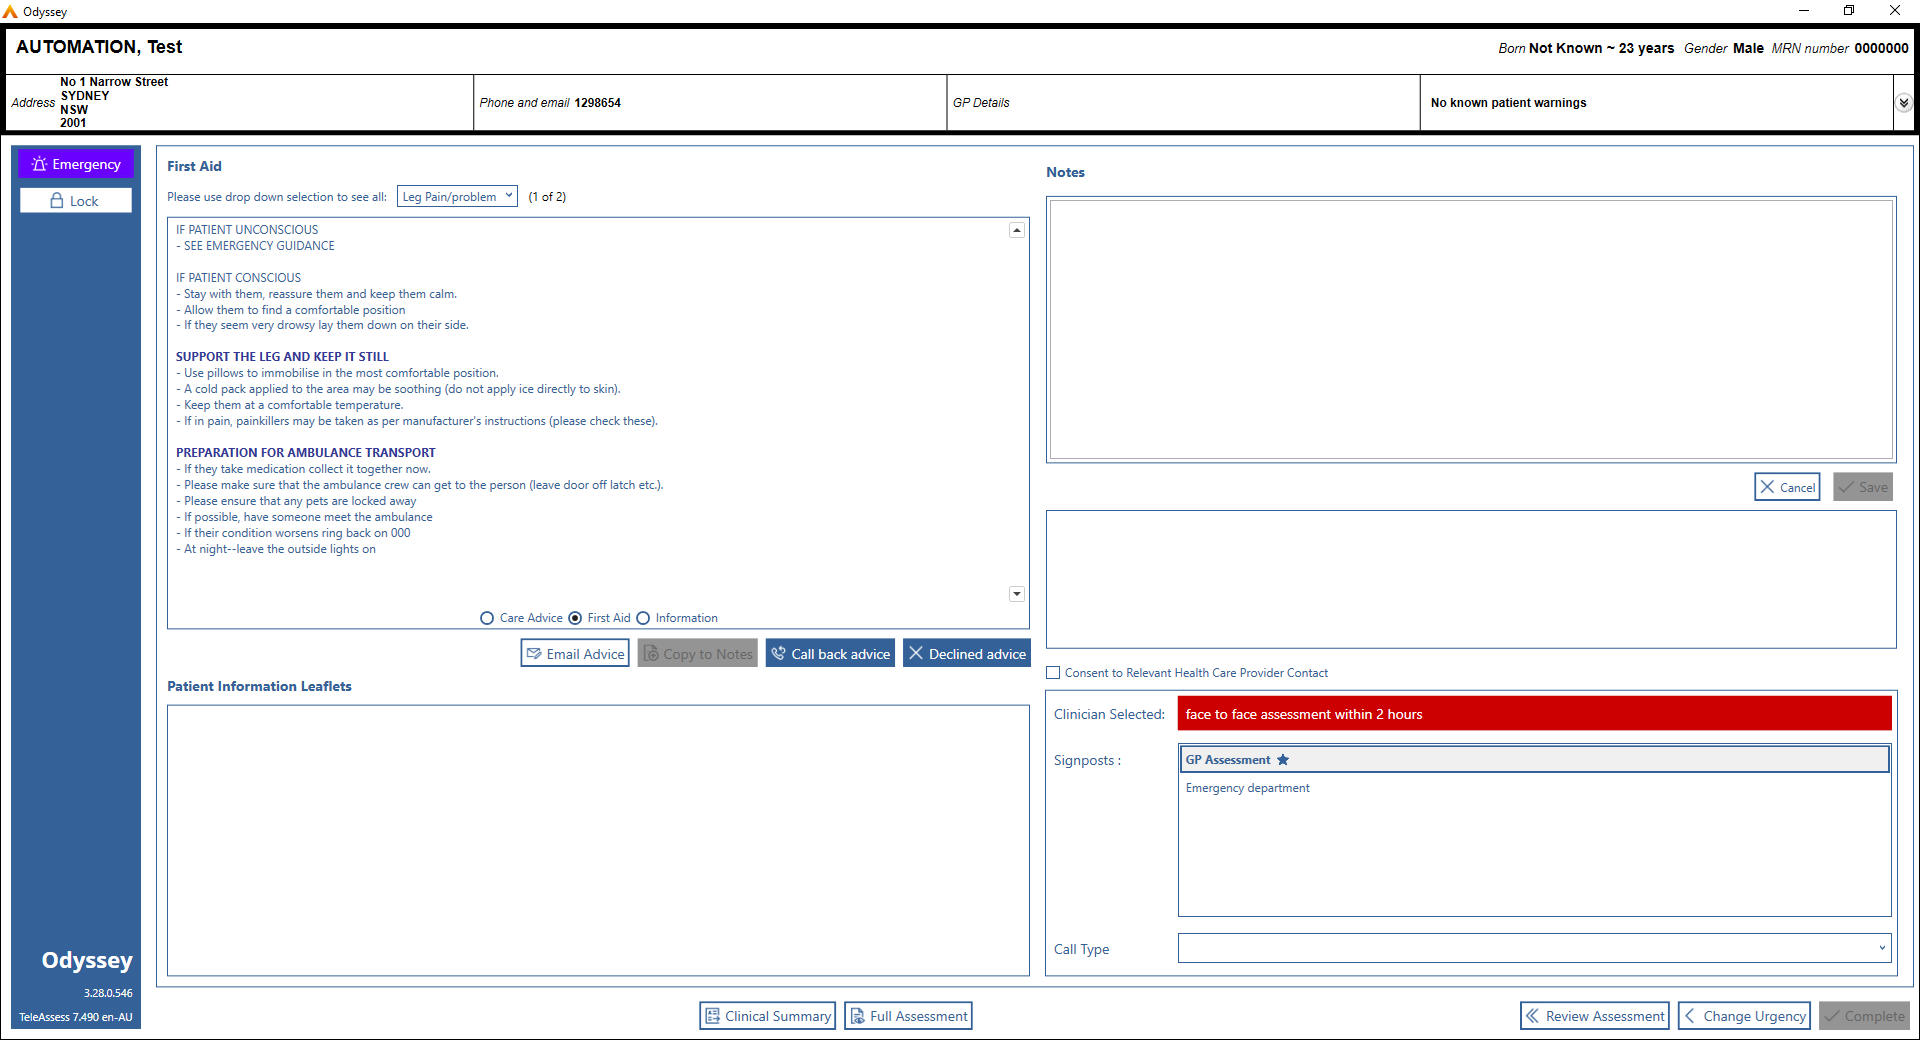 Odyssey
AUTOMATION, Test
Born Not Known ~ 23 years Gender Male MRN number 0000000
Address No 1 Narrow Street
SYDNEY
NSW
2001
Phone and email 1298654
GP Details
No known patient warnings
Emergency
Lock
First Aid
Please use drop down selection to see all: Leg Pain/problem (1 of 2)
IF PATIENT UNCONSCIOUS
- SEE EMERGENCY GUIDANCE
IF PATIENT CONSCIOUS
- Stay with them, reassure them and keep them calm.
- Allow them to find a comfortable position
- If they seem very drowsy lay them down on their side.
SUPPORT THE LEG AND KEEP IT STILL
- Use pillows to immobilise in the most comfortable position.
- A cold pack applied to the area may be soothing (do not apply ice directly to skin).
- Keep them at a comfortable temperature.
- If in pain, painkillers may be taken as per manufacturer's instructions (please check these).
PREPARATION FOR AMBULANCE TRANSPORT
- If they take medication collect it together now.
- Please make sure that the ambulance crew can get to the person (leave door off latch etc.).
- Please ensure that any pets are locked away
- If possible, have someone meet the ambulance
- If their condition worsens ring back on 000
- At night--leave the outside lights on
Care Advice First Aid Information
Email Advice Copy to Notes Call back advice Declined advice
Patient Information Leaflets
Notes
Cancel Save
Consent to Relevant Health Care Provider Contact
Clinician Selected: face to face assessment within 2 hours
Signposts : GP Assessment
Emergency department
Call Type
Odyssey
3.28.0.546
TeleAssess 7.490 en-AU
Clinical Summary Full Assessment Review Assessment Change Urgency Complete